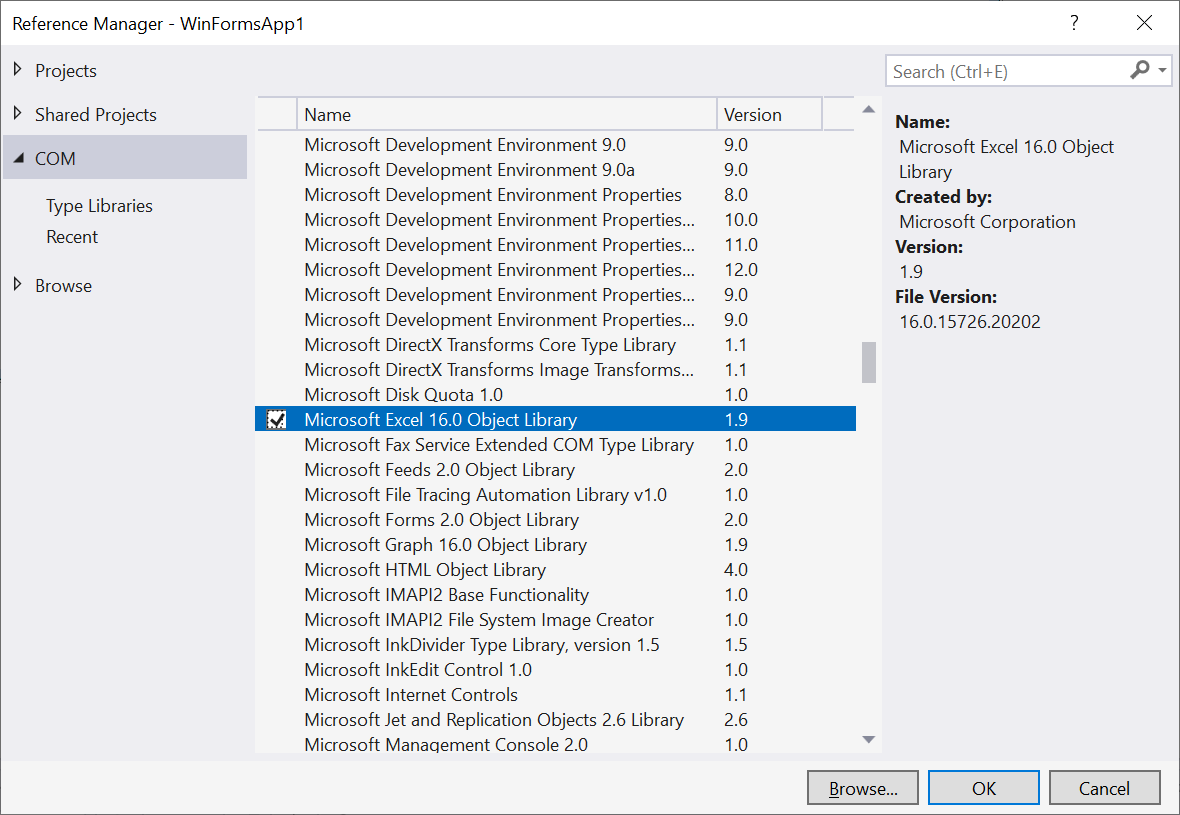 Reference Manager - WinFormsApp1
?
Projects
Shared Projects
COM
Type Libraries
Recent
Browse
Name Version
Microsoft Development Environment 9.0 9.0
Microsoft Development Environment 9.0a 9.0
Microsoft Development Environment Properties 8.0
Microsoft Development Environment Properties... 10.0
Microsoft Development Environment Properties... 11.0
Microsoft Development Environment Properties... 12.0
Microsoft Development Environment Properties... 9.0
Microsoft Development Environment Properties... 9.0
Microsoft DirectX Transforms Core Type Library 1.1
Microsoft DirectX Transforms Image Transforms... 1.1
Microsoft Disk Quota 1.0 1.0
Microsoft Excel 16.0 Object Library 1.9
Microsoft Fax Service Extended COM Type Library 1.0
Microsoft Feeds 2.0 Object Library 2.0
Microsoft File Tracing Automation Library v1.0 1.0
Microsoft Forms 2.0 Object Library 2.0
Microsoft Graph 16.0 Object Library 1.9
Microsoft HTML Object Library 4.0
Microsoft IMAPI2 Base Functionality 1.0
Microsoft IMAPI2 File System Image Creator 1.0
Microsoft InkDivider Type Library, version 1.5 1.5
Microsoft InkEdit Control 1.0 1.0
Microsoft Internet Controls 1.1
Microsoft Jet and Replication Objects 2.6 Library 2.6
Microsoft Management Console 2.0 1.0
Search (Ctrl+E)
Name:
Microsoft Excel 16.0 Object
Library
Created by:
Microsoft Corporation
Version:
1.9
File Version:
16.0.15726.20202
Browse... OK Cancel